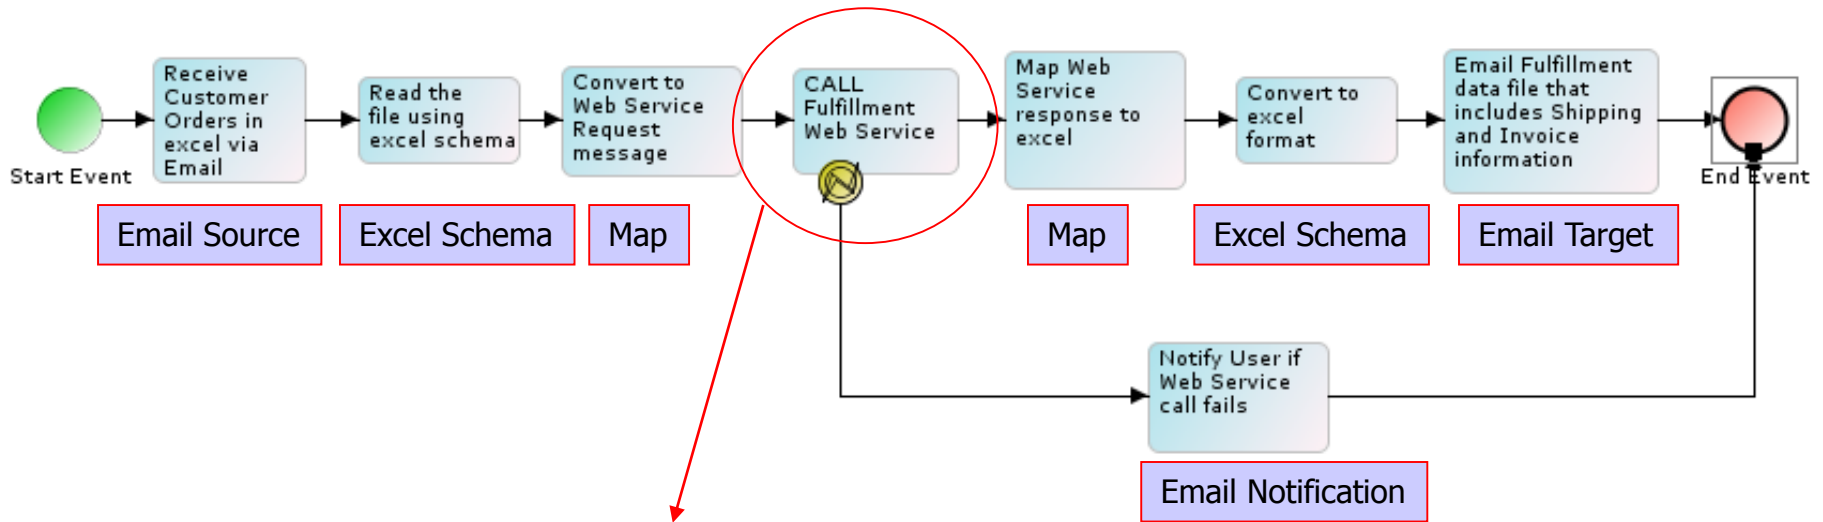 Start Event
Receive
Customer
Orders in
excel via
Email
Read the
file using
excel schema
Convert to
Web Service
Request
message
CALL
Fulfillment
Web Service
Map Web
Service
response to
excel
Convert to
excel
format
Email Fulfillment
data file that
includes Shipping
and Invoice
information
End Event
Email Source
Excel Schema
Map
Map
Excel Schema
Email Target
Notify User if
Web Service
call fails
Email Notification